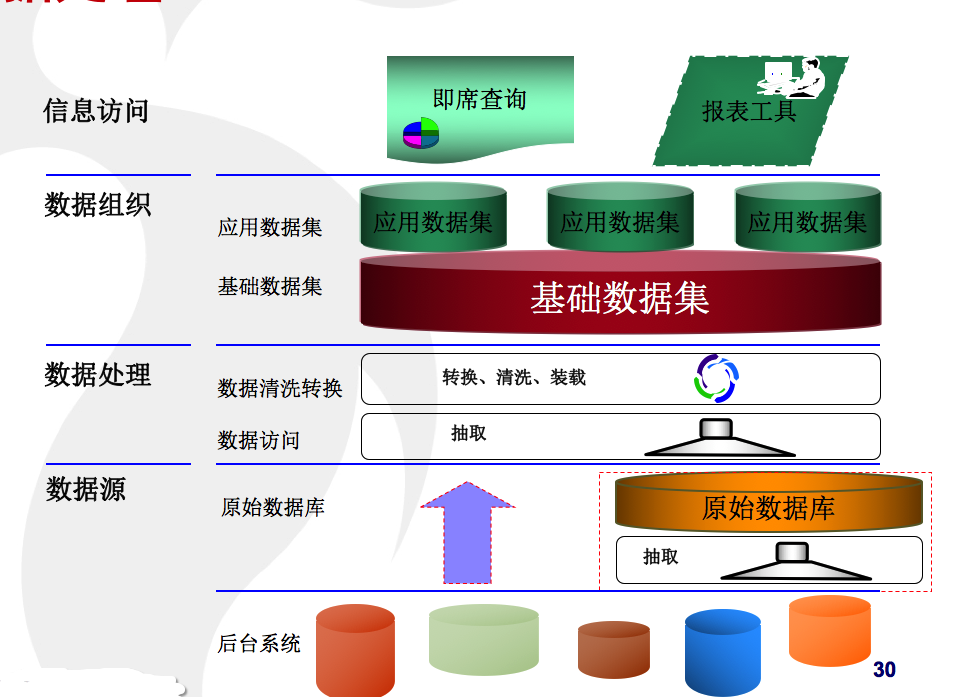 信息访问
即席查询
报表工具
数据组织
应用数据集
应用数据集
应用数据集
应用数据集
基础数据集
基础数据集
数据处理
数据清洗转换
转换、清洗、装载
数据访问
抽取
数据源
原始数据库
原始数据库
抽取
后台系统
30